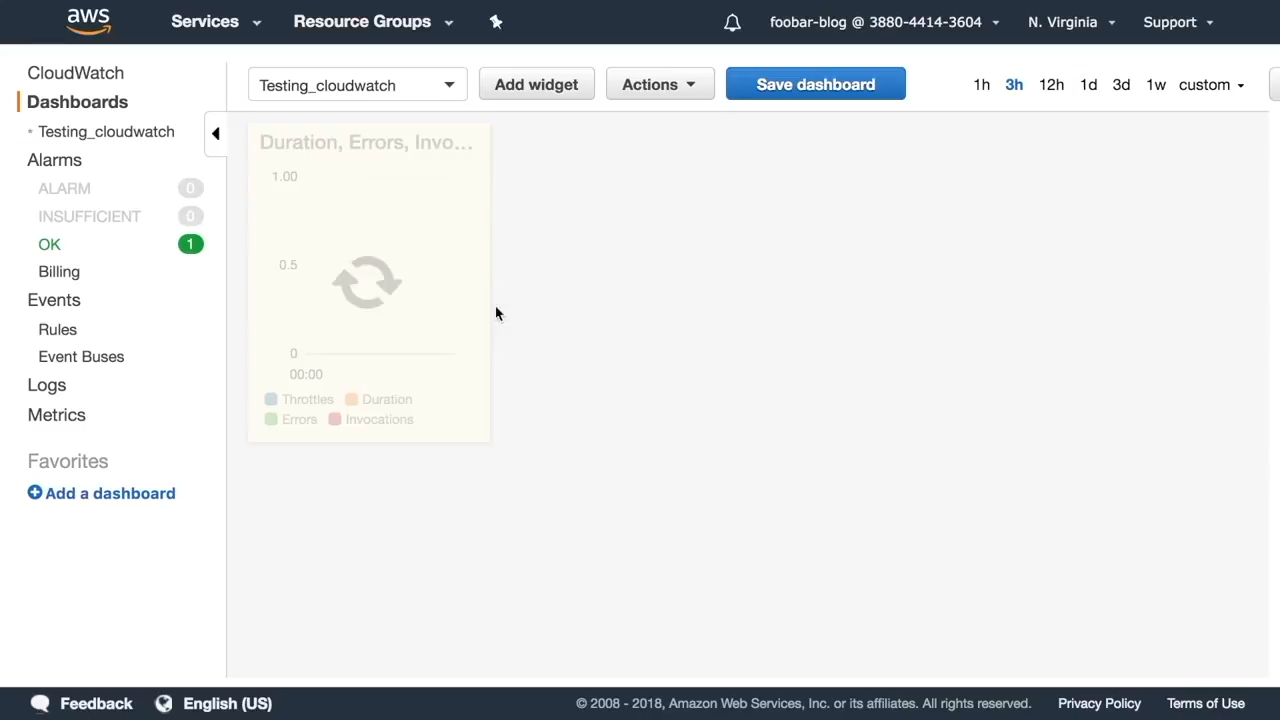 aws Services Resource Groups foobar-blog @ 3880-4414-3604 N. Virginia Support
CloudWatch
Dashboards
* Testing_cloudwatch
Alarms
ALARM 0
INSUFFICIENT 0
OK 1
Billing
Events
Rules
Event Buses
Logs
Metrics
Favorites
Add a dashboard
Testing_cloudwatch Add widget Actions Save dashboard 1h 3h 12h 1d 3d 1w custom
Duration, Errors, Invo...
1.00
0.5
0
00:00
Throttles Duration
Errors Invocations
Feedback English (US) © 2008 - 2018, Amazon Web Services, Inc. or its affiliates. All rights reserved. Privacy Policy Terms of Use